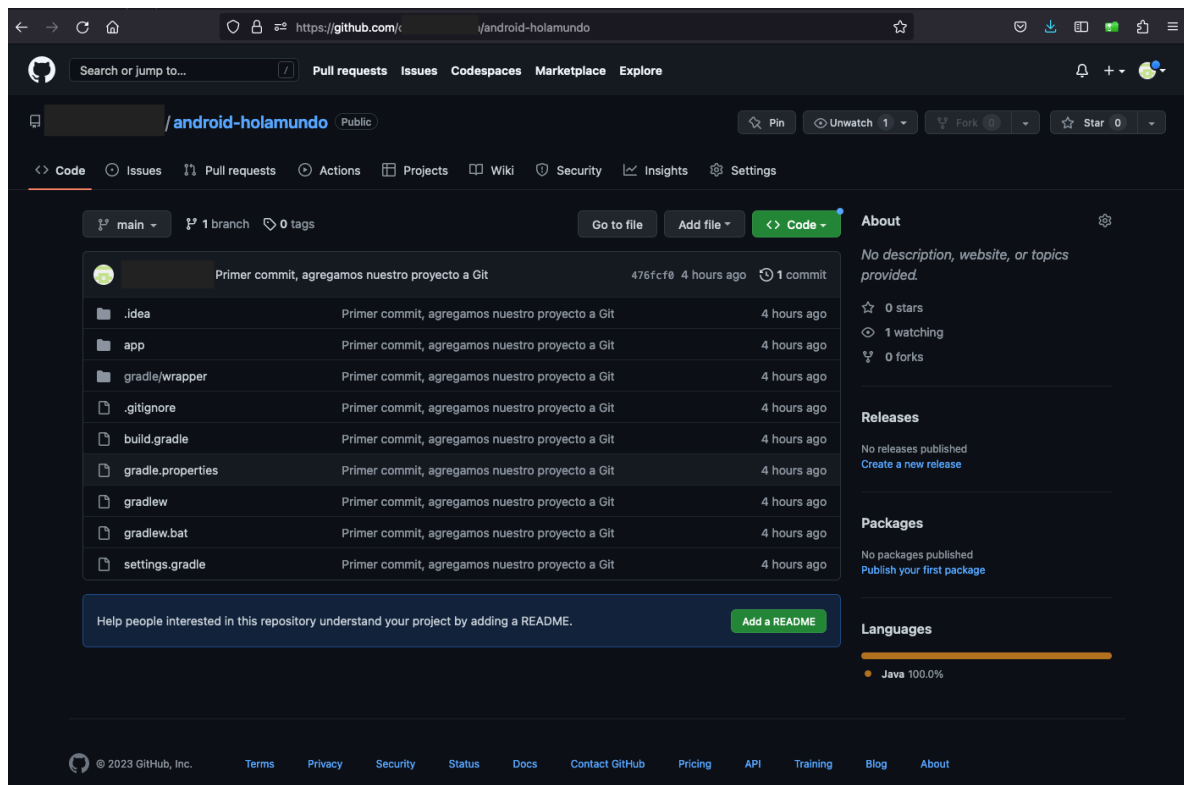 https://github.com/ /android-holamundo
Search or jump to... / Pull requests Issues Codespaces Marketplace Explore
/ android-holamundo Public
Pin Unwatch 1 Fork 0 Star 0
Code Issues Pull requests Actions Projects Wiki Security Insights Settings
main 1 branch 0 tags Go to file Add file Code
Primer commit, agregamos nuestro proyecto a Git 476fcf0 4 hours ago 1 commit
.idea Primer commit, agregamos nuestro proyecto a Git 4 hours ago
app Primer commit, agregamos nuestro proyecto a Git 4 hours ago
gradle/wrapper Primer commit, agregamos nuestro proyecto a Git 4 hours ago
.gitignore Primer commit, agregamos nuestro proyecto a Git 4 hours ago
build.gradle Primer commit, agregamos nuestro proyecto a Git 4 hours ago
gradle.properties Primer commit, agregamos nuestro proyecto a Git 4 hours ago
gradlew Primer commit, agregamos nuestro proyecto a Git 4 hours ago
gradlew.bat Primer commit, agregamos nuestro proyecto a Git 4 hours ago
settings.gradle Primer commit, agregamos nuestro proyecto a Git 4 hours ago
Help people interested in this repository understand your project by adding a README. Add a README
About
No description, website, or topics
provided.
0 stars
1 watching
0 forks
Releases
No releases published
Create a new release
Packages
No packages published
Publish your first package
Languages
Java 100.0%
© 2023 GitHub, Inc. Terms Privacy Security Status Docs Contact GitHub Pricing API Training Blog About